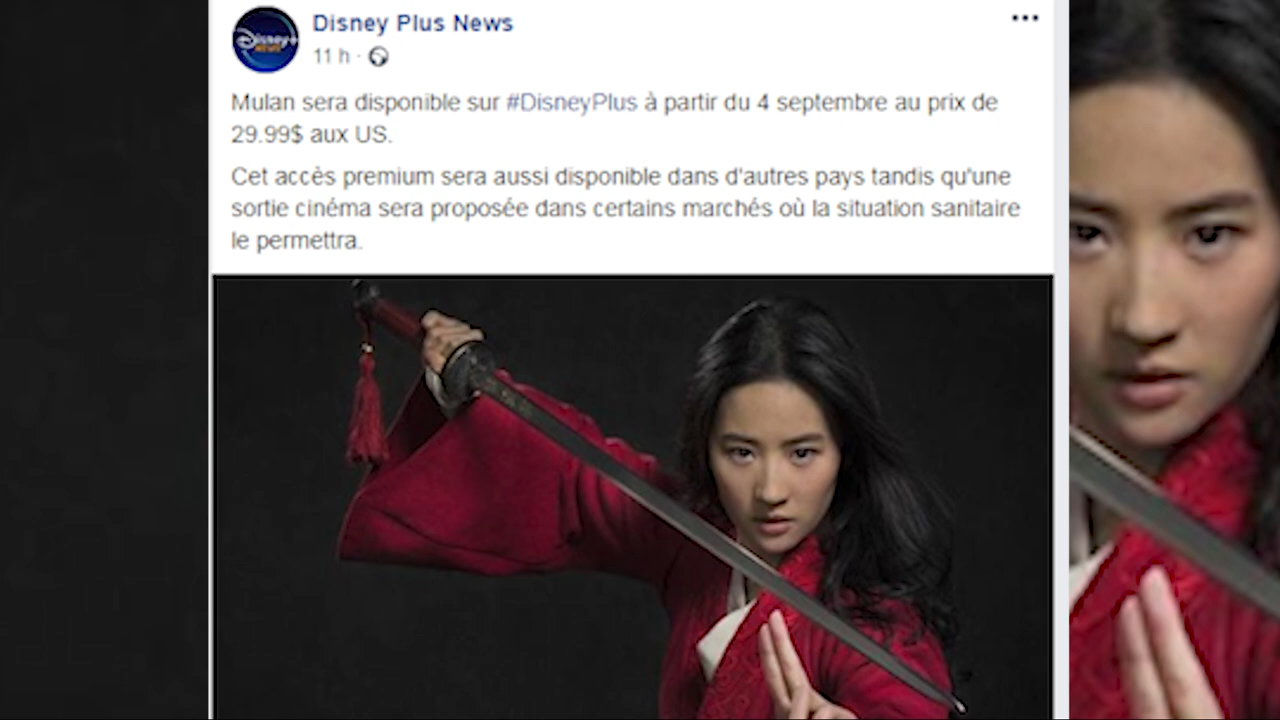 Disney Plus News
11 h ·
Mulan sera disponible sur #DisneyPlus à partir du 4 septembre au prix de
29.99$ aux US.
Cet accès premium sera aussi disponible dans d'autres pays tandis qu'une
sortie cinéma sera proposée dans certains marchés où la situation sanitaire
le permettra.
Disney+
NEWS